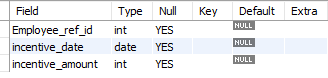 Field Type Null Key Default Extra
Employee_ref_id int YES NULL
incentive_date date YES NULL
incentive_amount int YES NULL